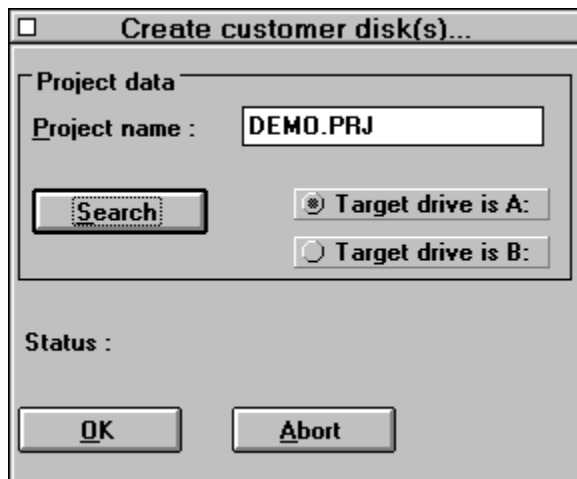 Create customer disk(s)...
Project data
Project name : DEMO.PRJ
Search
Target drive is A:
Target drive is B:
Status :
OK Abort